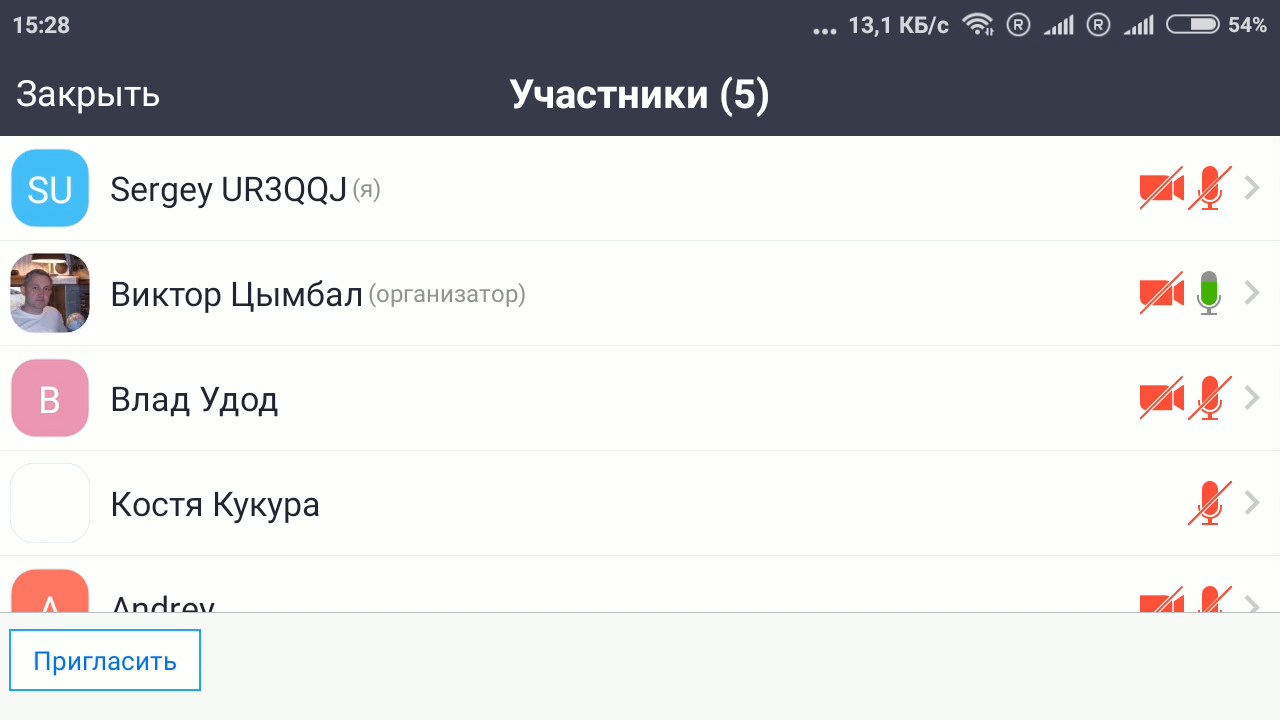 15:28 ... 13,1 КБ/с R R 54%
Закрыть Участники (5)
SU Sergey UR3QQJ (я)
Виктор Цымбал (организатор)
В Влад Удод
Костя Кукура
A Andrey
Пригласить